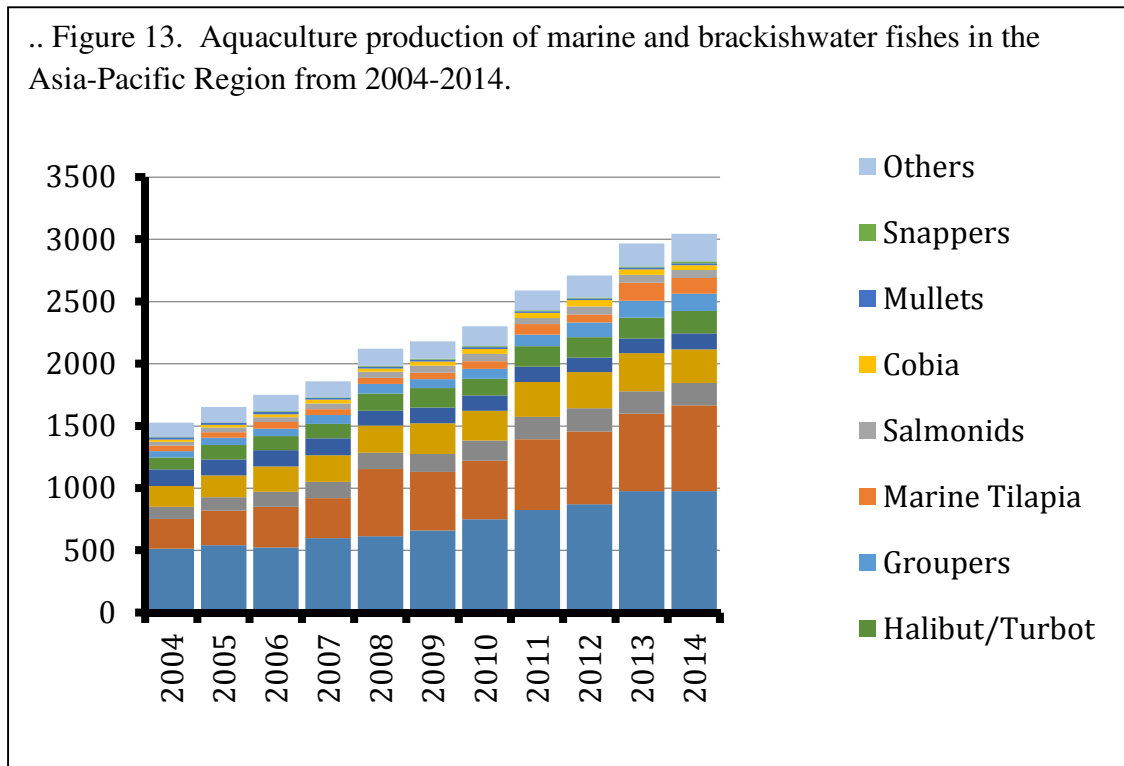 .. Figure 13. Aquaculture production of marine and brackishwater fishes in the
Asia-Pacific Region from 2004-2014.
3500
3000
2500
2000
1500
1000
500
0
2004
2005
2006
2007
2008
2009
2010
2011
2012
2013
2014
Others
Snappers
Mullets
Cobia
Salmonids
Marine Tilapia
Groupers
Halibut/Turbot